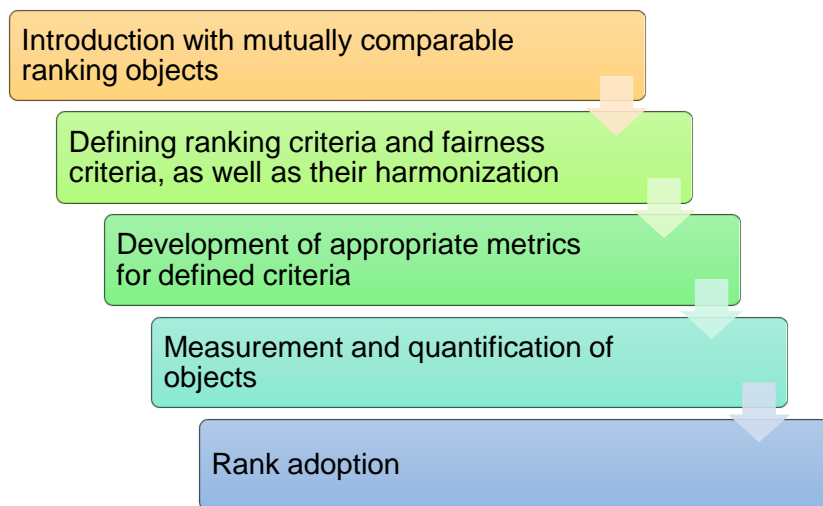 Introduction with mutually comparable
ranking objects
Defining ranking criteria and fairness
criteria, as well as their harmonization
Development of appropriate metrics
for defined criteria
Measurement and quantification of
objects
Rank adoption